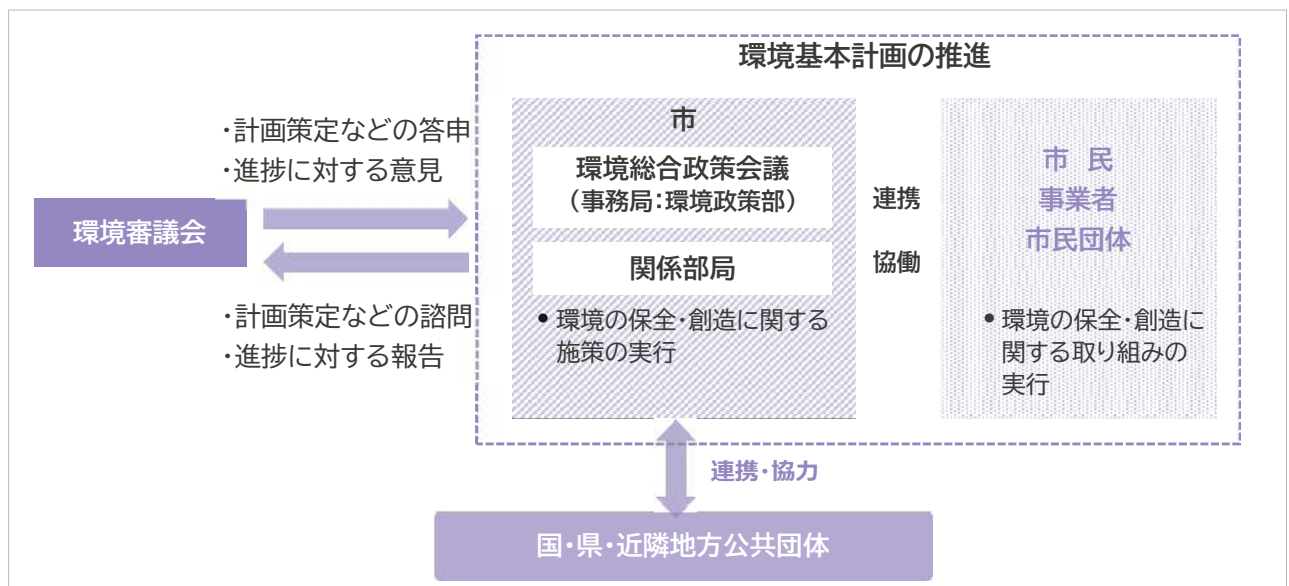 環境基本計画の推進
・計画策定などの答申
・進捗に対する意見
環境審議会
・計画策定などの諮問
・進捗に対する報告
市
環境総合政策会議
（事務局：環境政策部）
関係部局
• 環境の保全・創造に関する
施策の実行
連携
協働
市 民
事業者
市民団体
• 環境の保全・創造に
関する取り組みの
実行
連携・協力
国・県・近隣地方公共団体